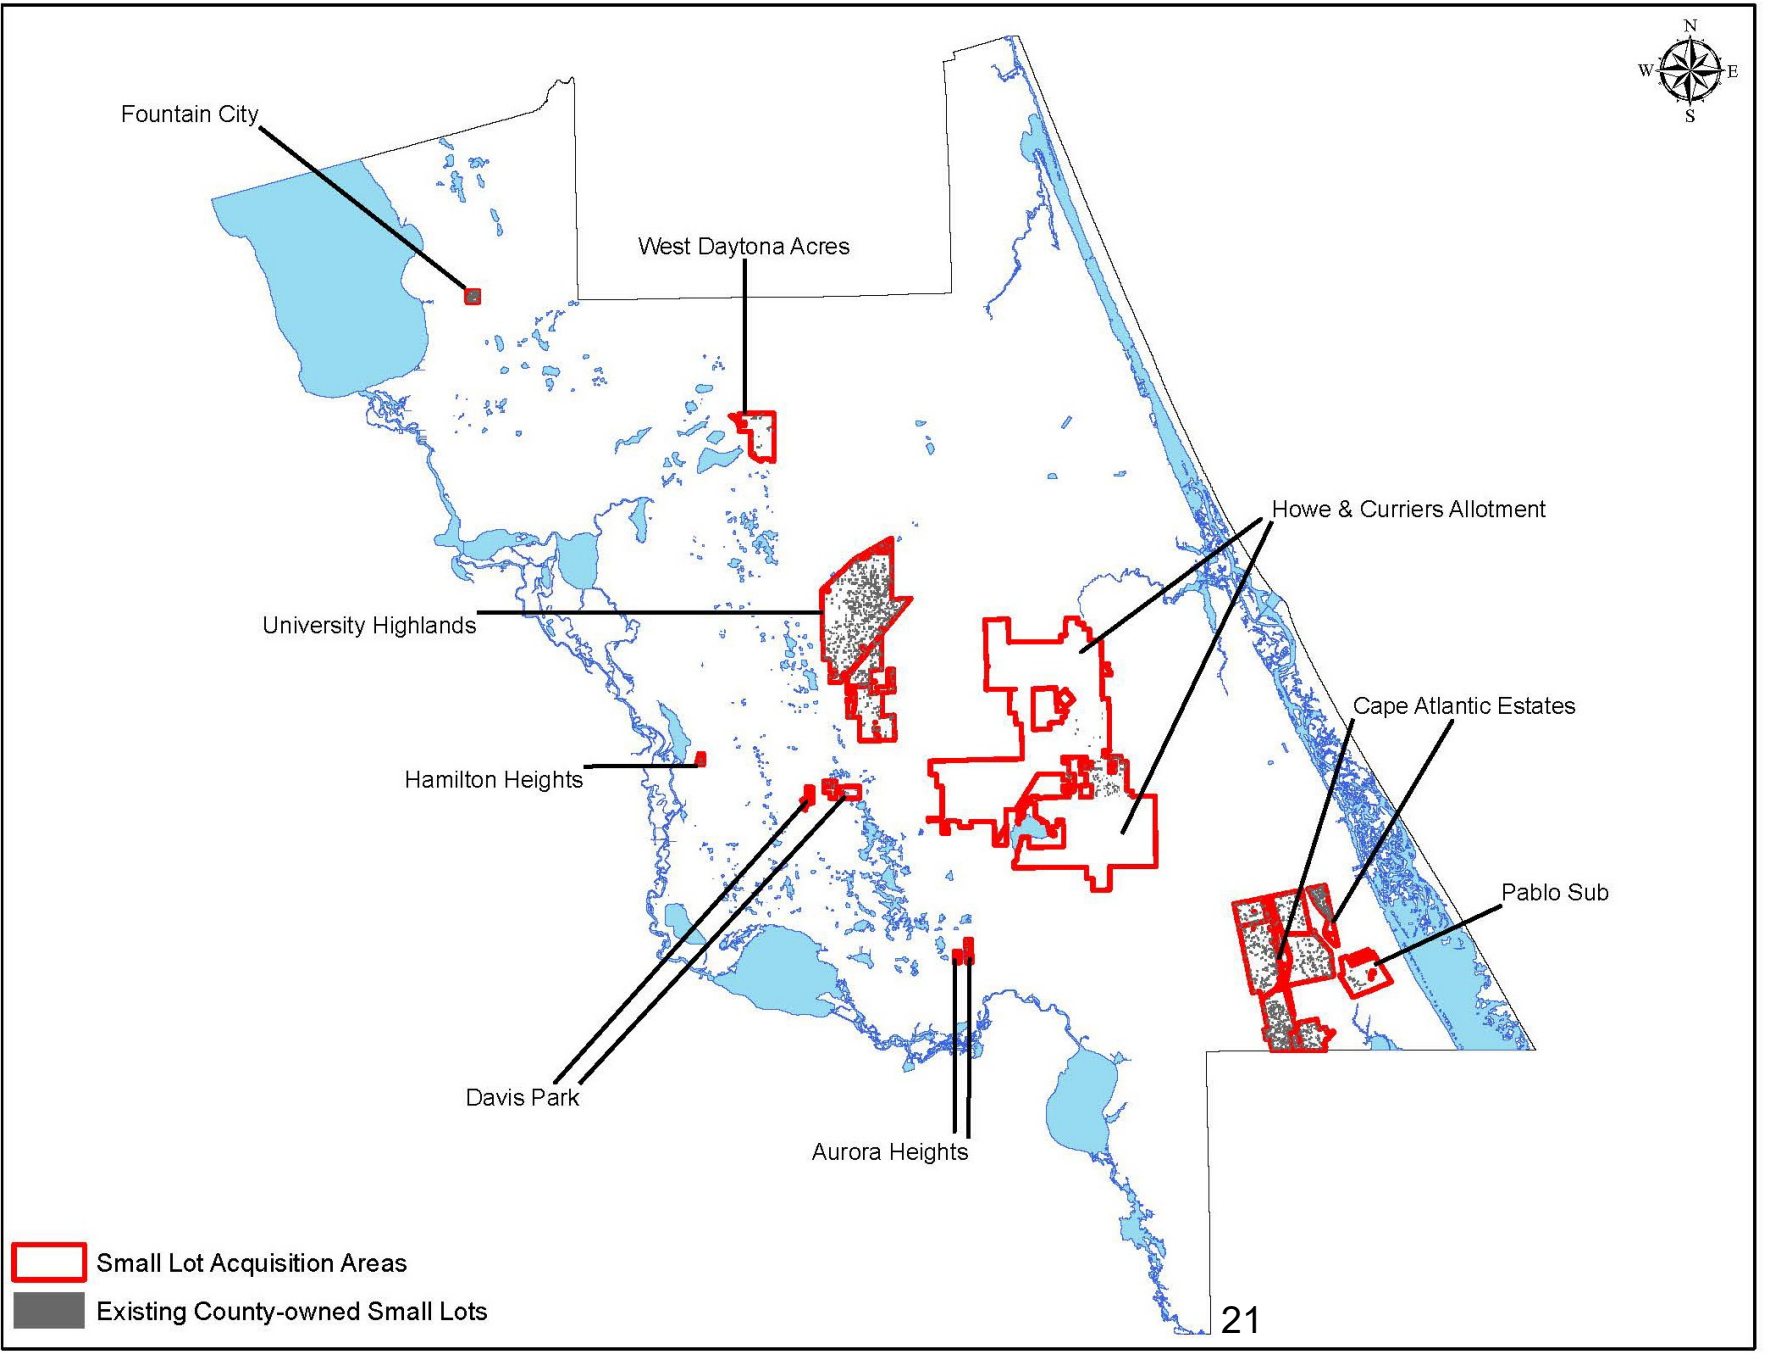 N
W E
S
Fountain City
West Daytona Acres
Howe & Curriers Allotment
University Highlands
Cape Atlantic Estates
Hamilton Heights
Pablo Sub
Davis Park
Aurora Heights
Small Lot Acquisition Areas
Existing County-owned Small Lots
21